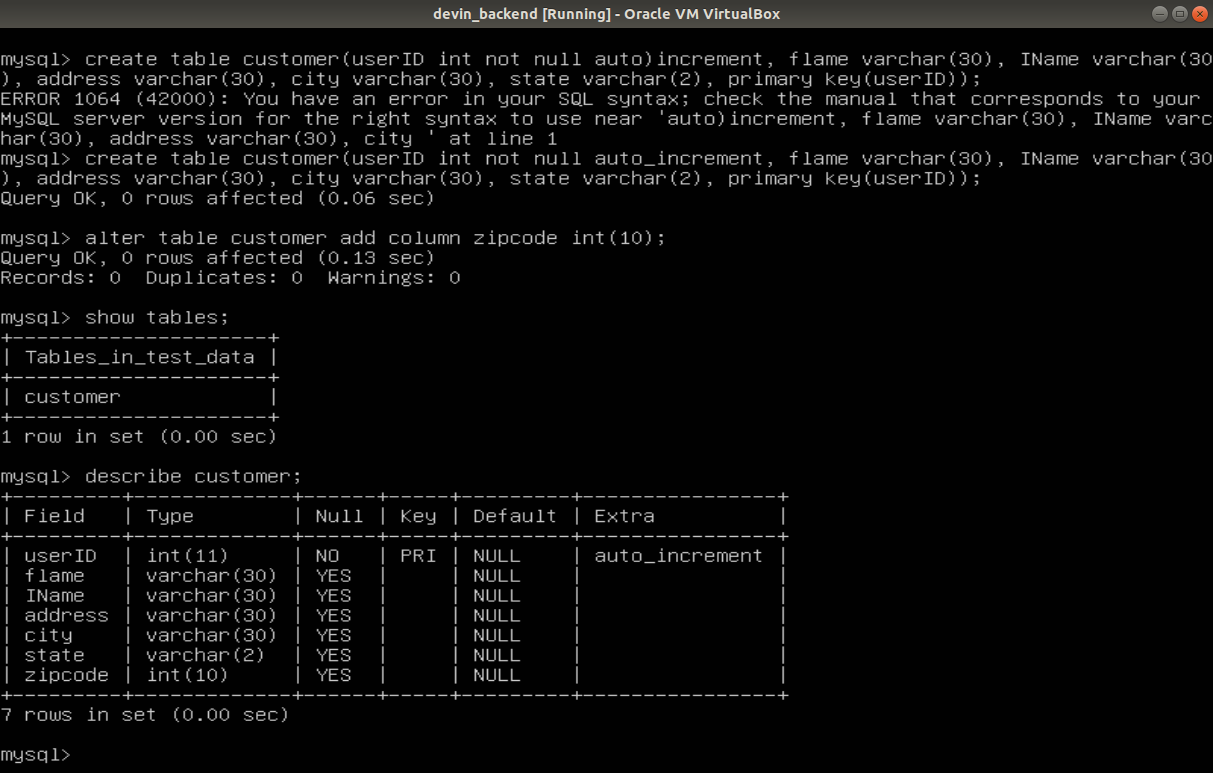 devin_backend [Running] - Oracle VM VirtualBox
mysql> create table customer(userID int not null auto)increment, flame varchar(30), IName varchar(30
), address varchar(30), city varchar(30), state varchar(2), primary key(userID));
ERROR 1064 (42000): You have an error in your SQL syntax; check the manual that corresponds to your
MySQL server version for the right syntax to use near 'auto)increment, flame varchar(30), IName varc
har(30), address varchar(30), city ' at line 1
mysql> create table customer(userID int not null auto_increment, flame varchar(30), IName varchar(30
), address varchar(30), city varchar(30), state varchar(2), primary key(userID));
Query OK, 0 rows affected (0.06 sec)

mysql> alter table customer add column zipcode int(10);
Query OK, 0 rows affected (0.13 sec)
Records: 0  Duplicates: 0  Warnings: 0

mysql> show tables;
+---------------------+
| Tables_in_test_data |
+---------------------+
| customer            |
+---------------------+
1 row in set (0.00 sec)

mysql> describe customer;
+---------+-------------+------+-----+---------+----------------+
| Field   | Type        | Null | Key | Default | Extra          |
+---------+-------------+------+-----+---------+----------------+
| userID  | int(11)     | NO   | PRI | NULL    | auto_increment |
| flame   | varchar(30) | YES  |     | NULL    |                |
| IName   | varchar(30) | YES  |     | NULL    |                |
| address | varchar(30) | YES  |     | NULL    |                |
| city    | varchar(30) | YES  |     | NULL    |                |
| state   | varchar(2)  | YES  |     | NULL    |                |
| zipcode | int(10)     | YES  |     | NULL    |                |
+---------+-------------+------+-----+---------+----------------+
7 rows in set (0.00 sec)

mysql>